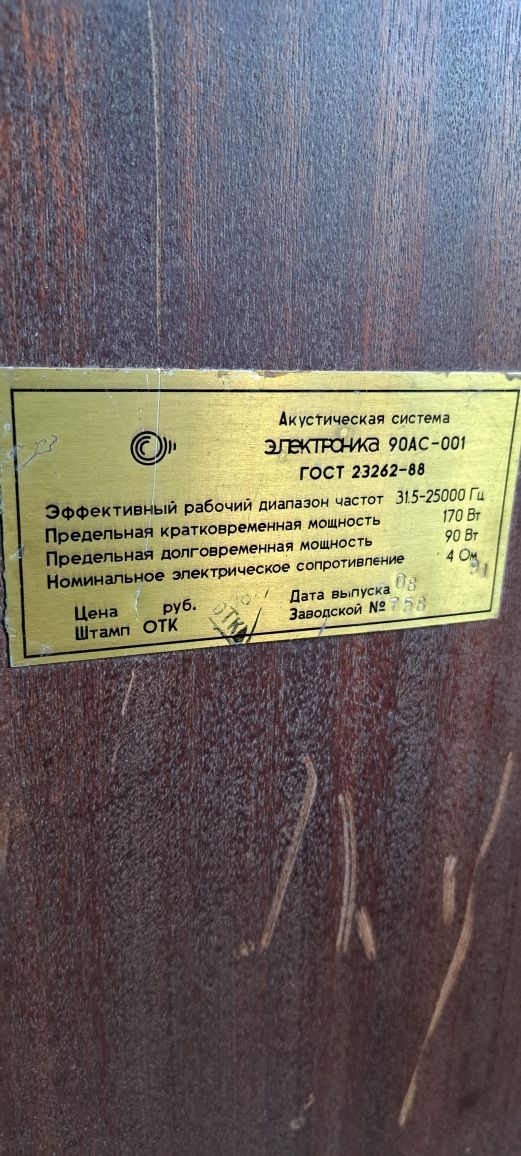 Акустическая система
ЭЛЕКТРОНИКА 90АС-001
ГОСТ 23262-88
Эффективный рабочий диапазон частот 31.5-25000 Гц
Предельная кратковременная мощность 170 Вт
Предельная долговременная мощность 90 Вт
Номинальное электрическое сопротивление 4 Ом
Цена руб. Дата выпуска 08 91
Штамп ОТК ОТК Заводской № 758